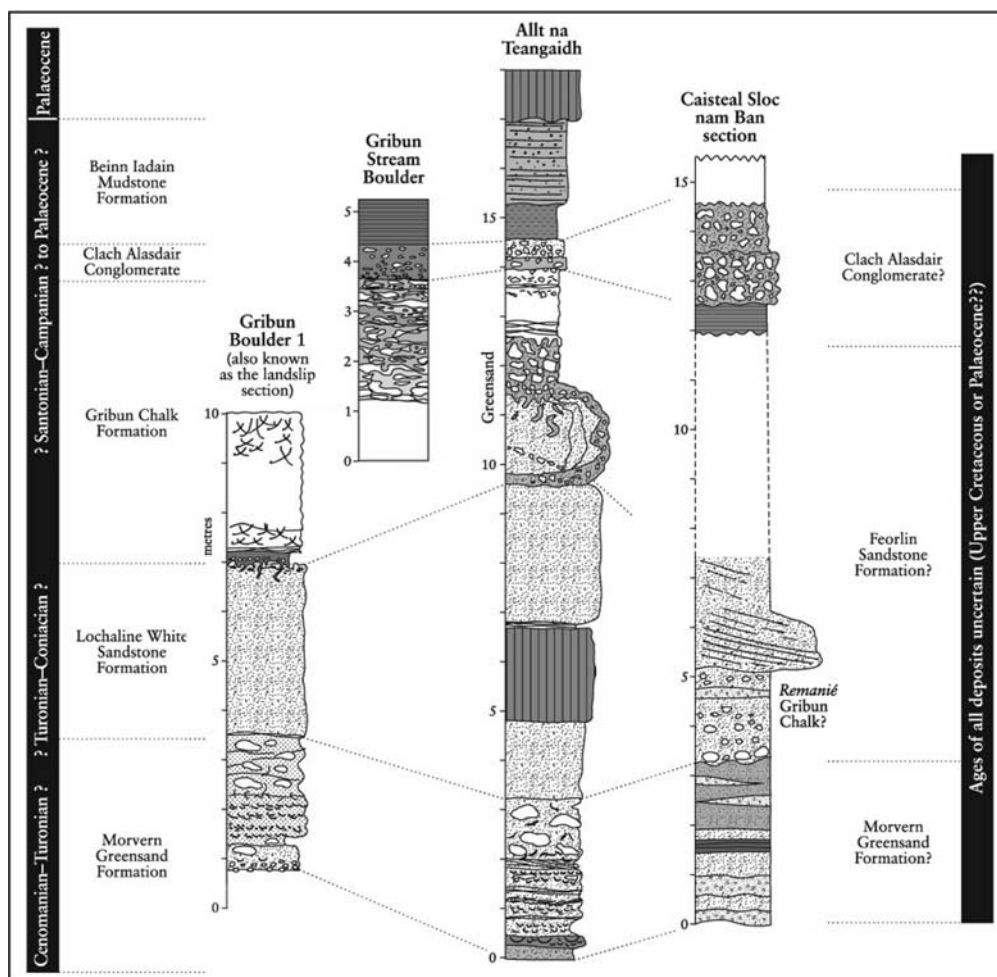 Palaeocene
? Santonian–Campanian ? to Palaeocene ?
? Turonian–Coniacian ?
Cenomanian–Turonian ?
Beinn Iadain
Mudstone
Formation
Clach Alasdair
Conglomerate
Gribun Chalk
Formation
Lochaline White
Sandstone
Formation
Morvern
Greensand
Formation
Gribun
Boulder 1
(also known
as the landslip
section)
10
metres
5
0
Gribun
Stream
Boulder
5
4
3
2
1
0
Allt na
Teangaidh
15
Greensand
10
5
0
Caisteal Sloc
nam Ban
section
15
10
5
0
Remanié
Gribun
Chalk?
Clach Alasdair
Conglomerate?
Feorlin
Sandstone
Formation?
Morvern
Greensand
Formation?
Ages of all deposits uncertain (Upper Cretaceous or Palaeocene??)